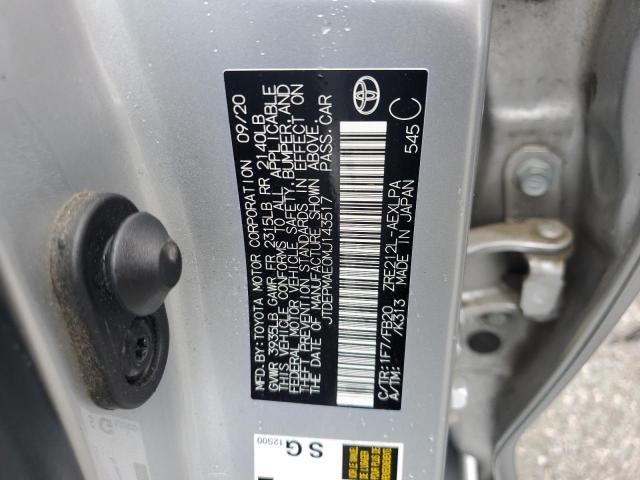 MFD.BY:TOYOTA MOTOR CORPORATION 09/20
GVWR 3935LB GAWR FR 2315LB RR 2140LB
THIS VEHICLE CONFORMS TO ALL APPLICABLE
FEDERAL MOTOR VEHICLE SAFETY, BUMPER, AND
THEFT PREVENTION STANDARDS IN EFFECT ON
THE DATE OF MANUFACTURE SHOWN ABOVE.
JTDEPMAE0MJ143517 PASS.CAR
C/TR:1F7/FB20 ZRE212L-AEXLPA 545 C
A/TM: /K313 MADE IN JAPAN
SG
12S00